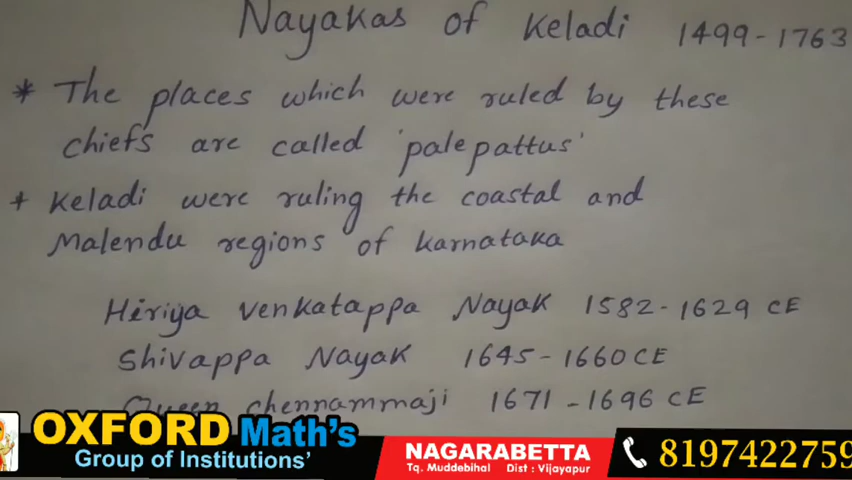 Nayakas of Keladi 1499-1763
* The places which were ruled by these
chiefs are called 'palepattus'
* Keladi were ruling the coastal and
Malendu regions of Karnataka
Hiriya Venkatappa Nayak 1582-1629 CE
Shivappa Nayak 1645-1660 CE
Queen chennammaji 1671-1696 CE
OXFORD Math's
Group of Institutions'
NAGARABETTA
Tq. Muddebihal Dist : Vijayapur
8197422759